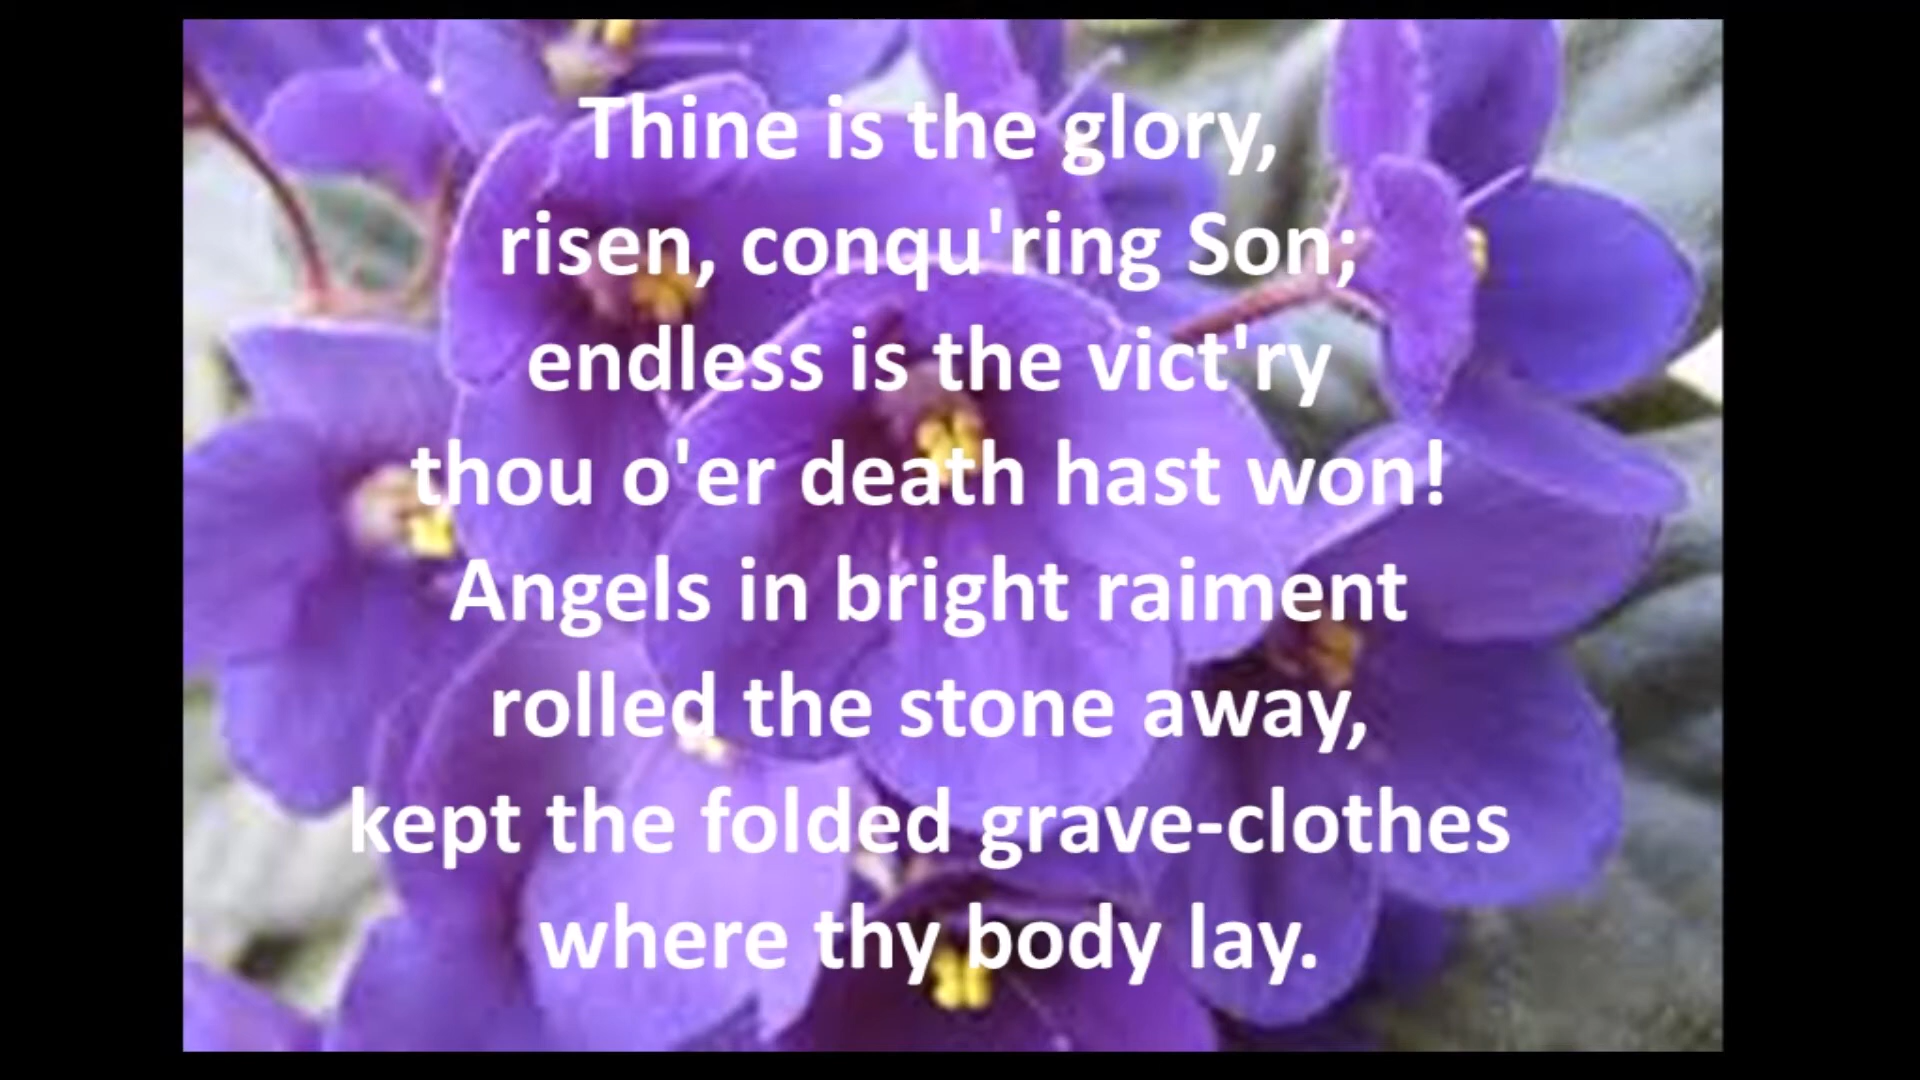 Thine is the glory,
risen, conqu'ring Son;
endless is the vict'ry
thou o'er death hast won!
Angels in bright raiment
rolled the stone away,
kept the folded grave-clothes
where thy body lay.